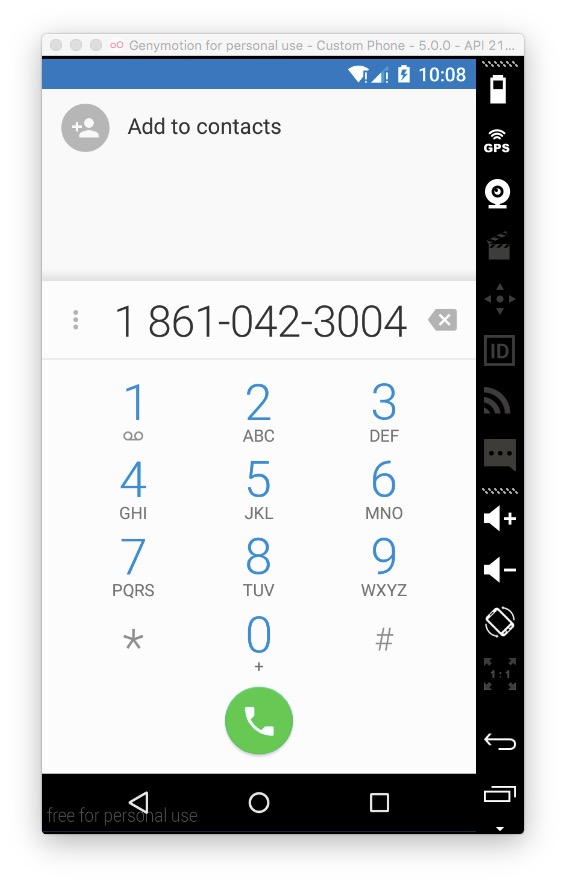 Genymotion for personal use - Custom Phone - 5.0.0 - API 21...
10:08
Add to contacts
GPS
1 861-042-3004
1 2 3
ABC DEF
4 5 6
GHI JKL MNO
ID
7 8 9
PQRS TUV WXYZ
* 0 #
+
1:1
free for personal use